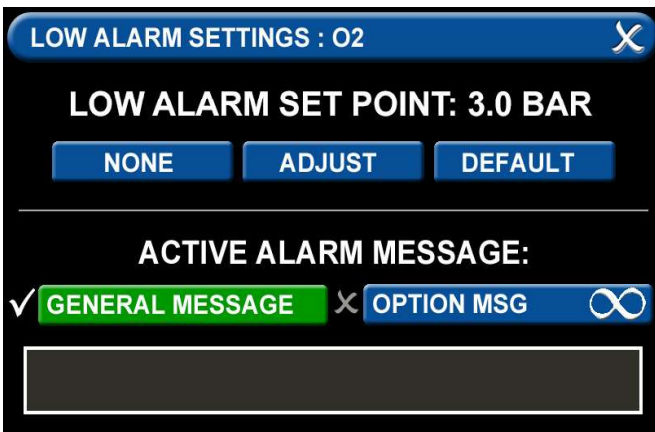 LOW ALARM SETTINGS : O2
LOW ALARM SET POINT: 3.0 BAR
NONE ADJUST DEFAULT
ACTIVE ALARM MESSAGE:
GENERAL MESSAGE OPTION MSG